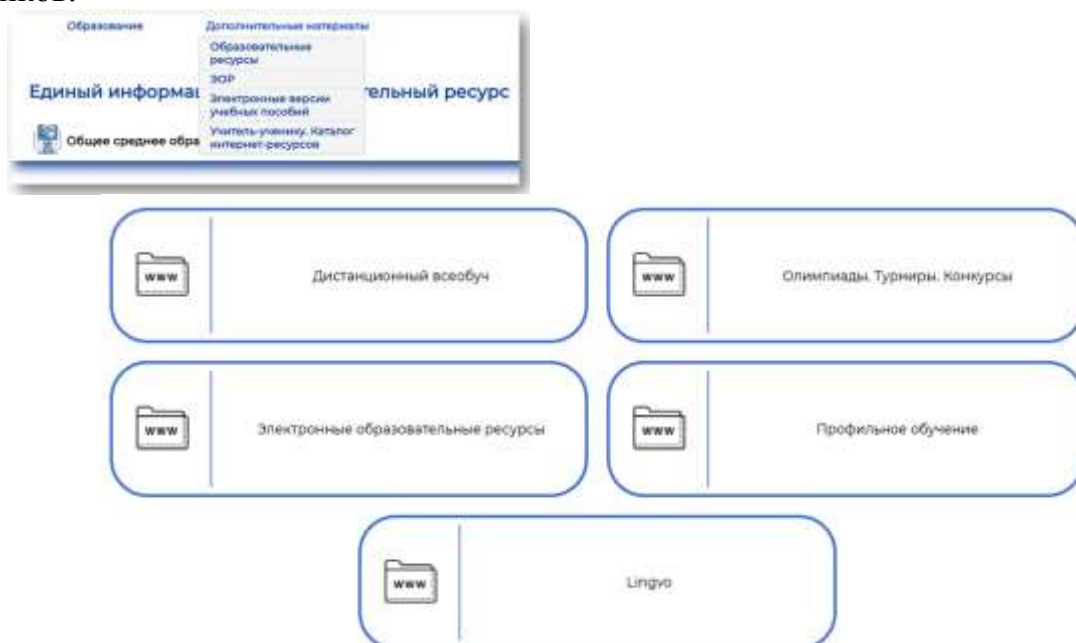 Образование Дополнительные материалы
Образовательные
ресурсы
ЭОР
Единый информац тельный ресурс
Электронные версии
учебных пособий
Учитель-ученику. Каталог
интернет-ресурсов
Общее среднее обра
www Дистанционный всеобуч
www Олимпиады. Турниры. Конкурсы
www Электронные образовательные ресурсы
www Профильное обучение
www Lingvo